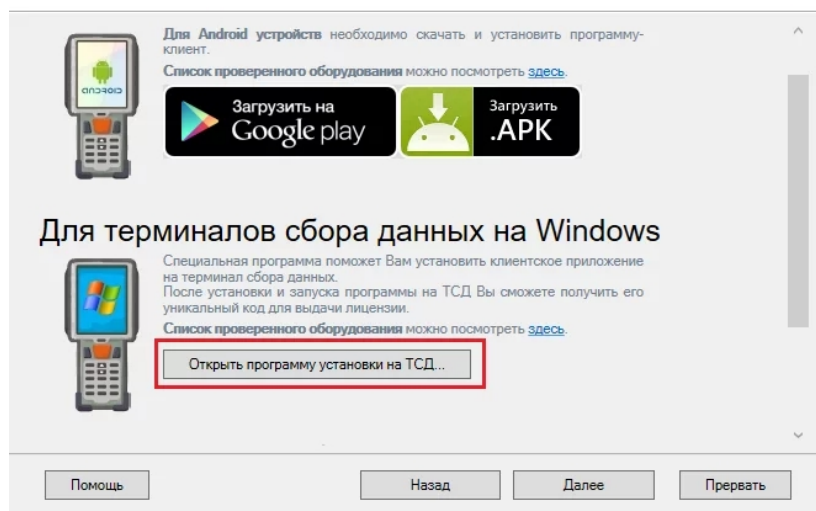 Для Android устройств необходимо скачать и установить программу-
клиент.
Список проверенного оборудования можно посмотреть здесь.
ANDROID
Загрузить на
Google play
Загрузить
.APK
Для терминалов сбора данных на Windows
Специальная программа поможет Вам установить клиентское приложение
на терминал сбора данных.
После установки и запуска программы на ТСД Вы сможете получить его
уникальный код для выдачи лицензии.
Список проверенного оборудования можно посмотреть здесь.
Открыть программу установки на ТСД...
Помощь
Назад
Далее
Прервать